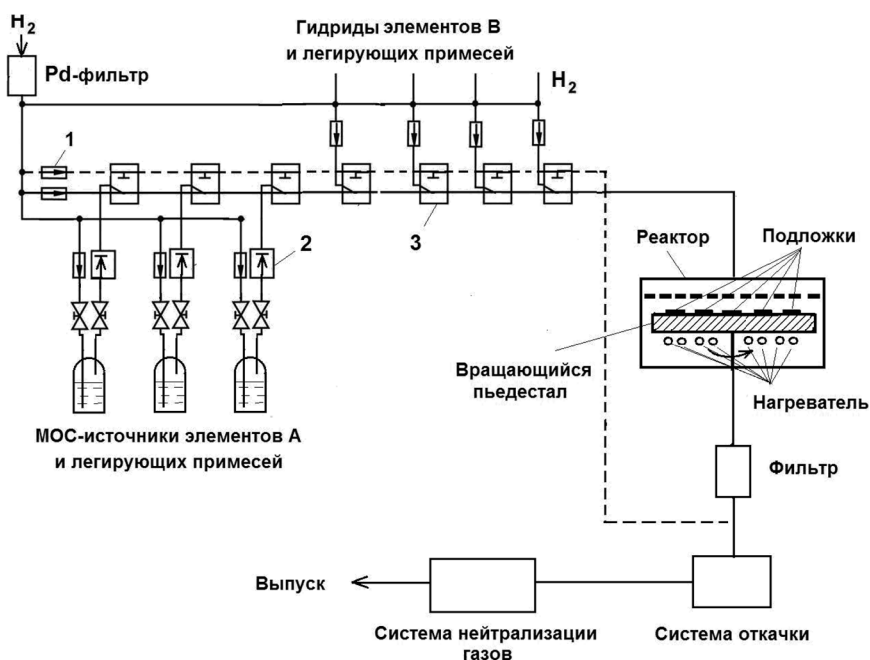 H2
Pd-фильтр
Гидриды элементов В
и легирующих примесей
H2
1
2
3
Реактор
Подложки
Вращающийся
пьедестал
Нагреватель
МОС-источники элементов А
и легирующих примесей
Фильтр
Выпуск
Система нейтрализации
газов
Система откачки